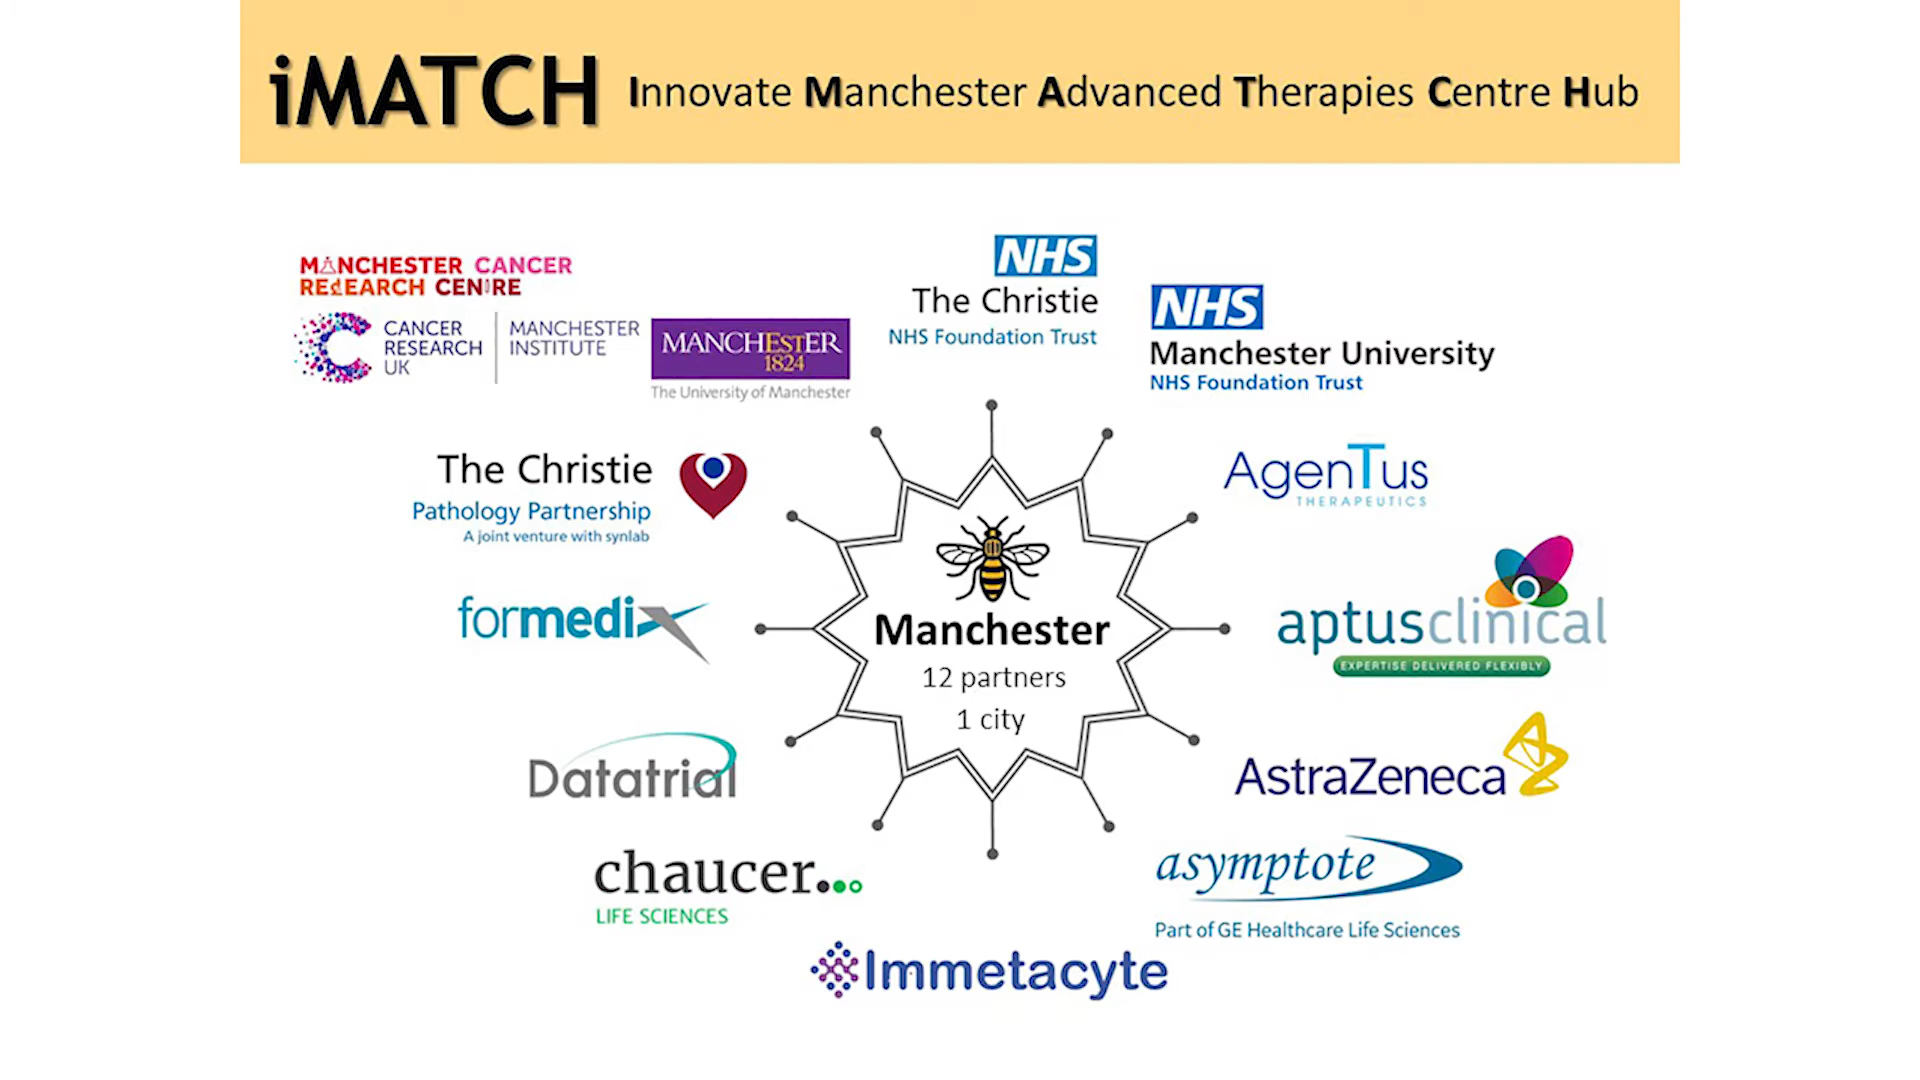 iMATCH Innovate Manchester Advanced Therapies Centre Hub
MANCHESTER CANCER
RESEARCH CENTRE
CANCER
RESEARCH
UK
MANCHESTER
INSTITUTE
MANCHESTER
1824
The University of Manchester
NHS
The Christie
NHS Foundation Trust
NHS
Manchester University
NHS Foundation Trust
The Christie
Pathology Partnership
A joint venture with synlab
AgenTus
THERAPEUTICS
formedix
aptusclinical
EXPERTISE DELIVERED FLEXIBLY
Manchester
12 partners
1 city
Datatrial
AstraZeneca
chaucer...
LIFE SCIENCES
asymptote
Part of GE Healthcare Life Sciences
Immetacyte